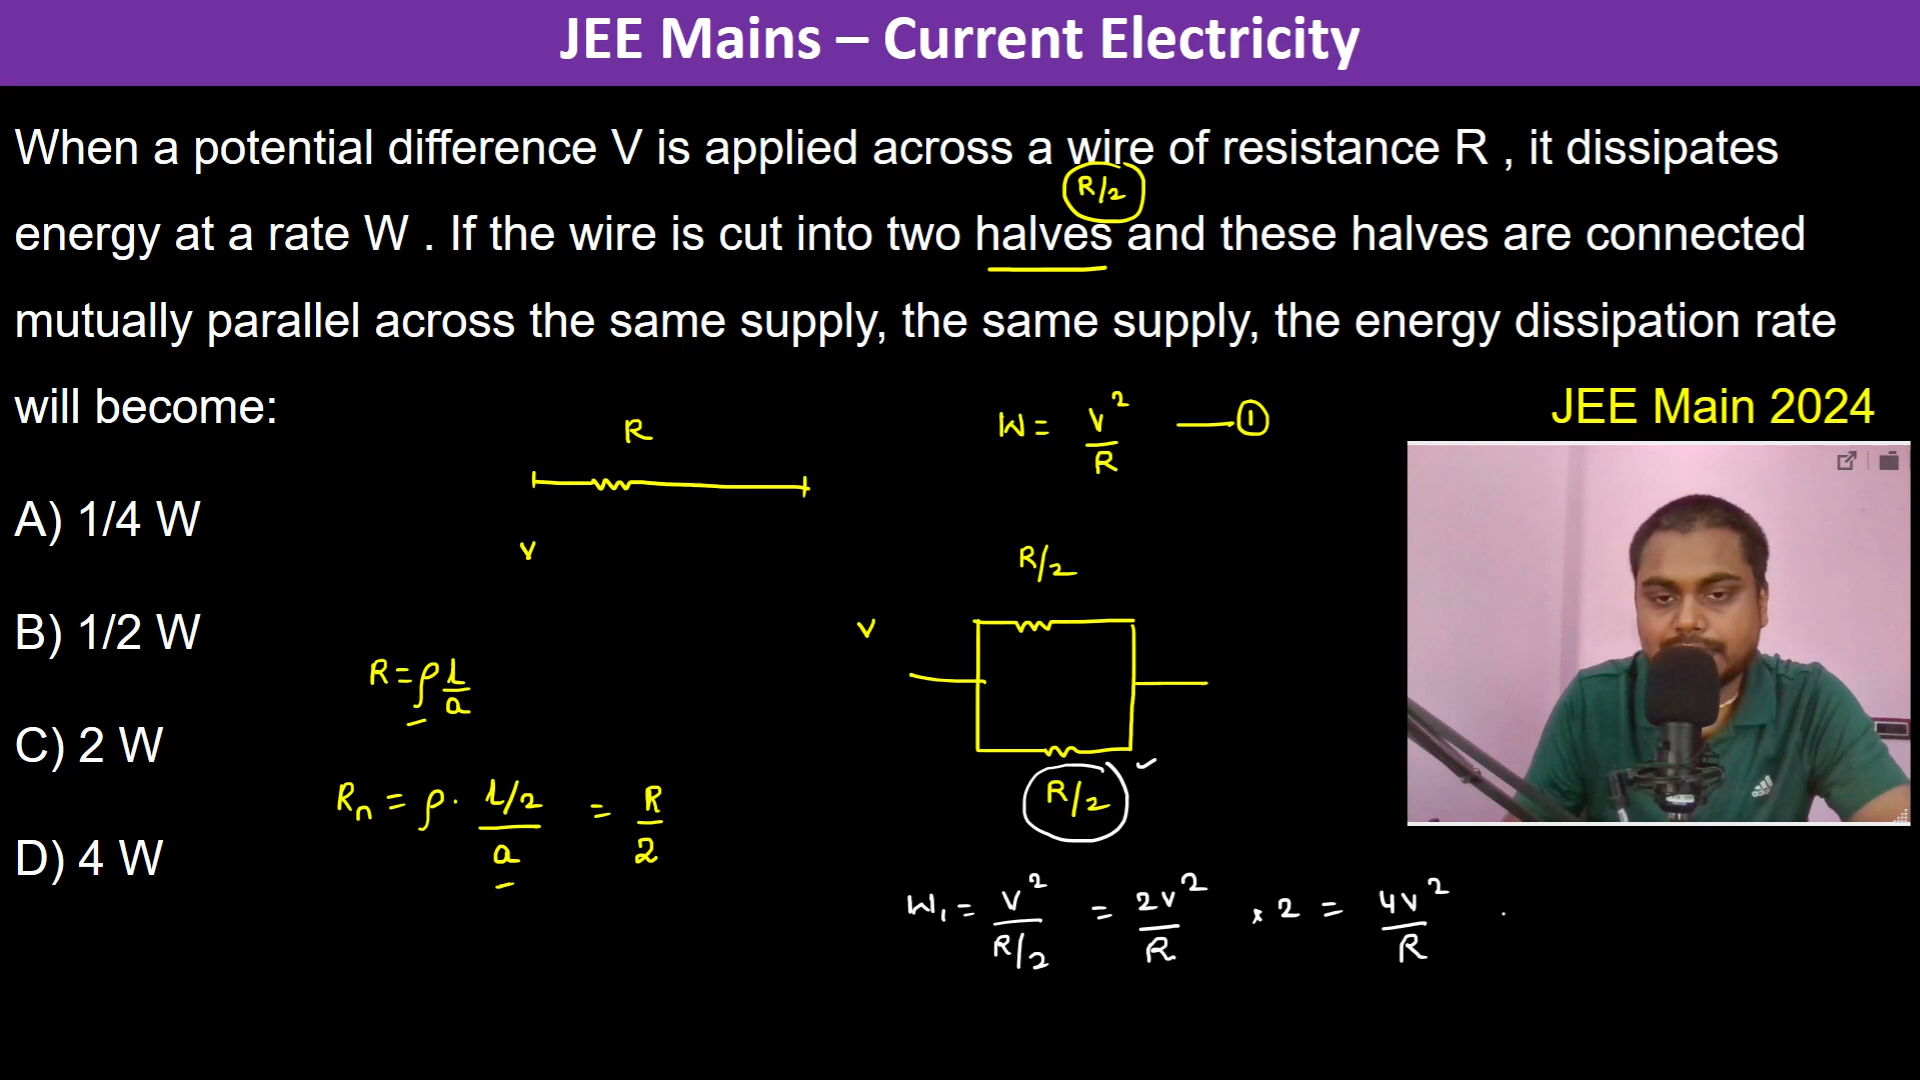 JEE Mains – Current Electricity
When a potential difference V is applied across a wire of resistance R , it dissipates
R/2
energy at a rate W . If the wire is cut into two halves and these halves are connected
mutually parallel across the same supply, the same supply, the energy dissipation rate
will become:
JEE Main 2024
R
W = V²/R —— ①
A) 1/4 W
V
R/2
B) 1/2 W
V
R = ρ l/a
C) 2 W
R/2
Rₙ = ρ · l/2 / a = R/2
D) 4 W
W₁ = V² / R/2 = 2V²/R × 2 = 4V²/R
adidas